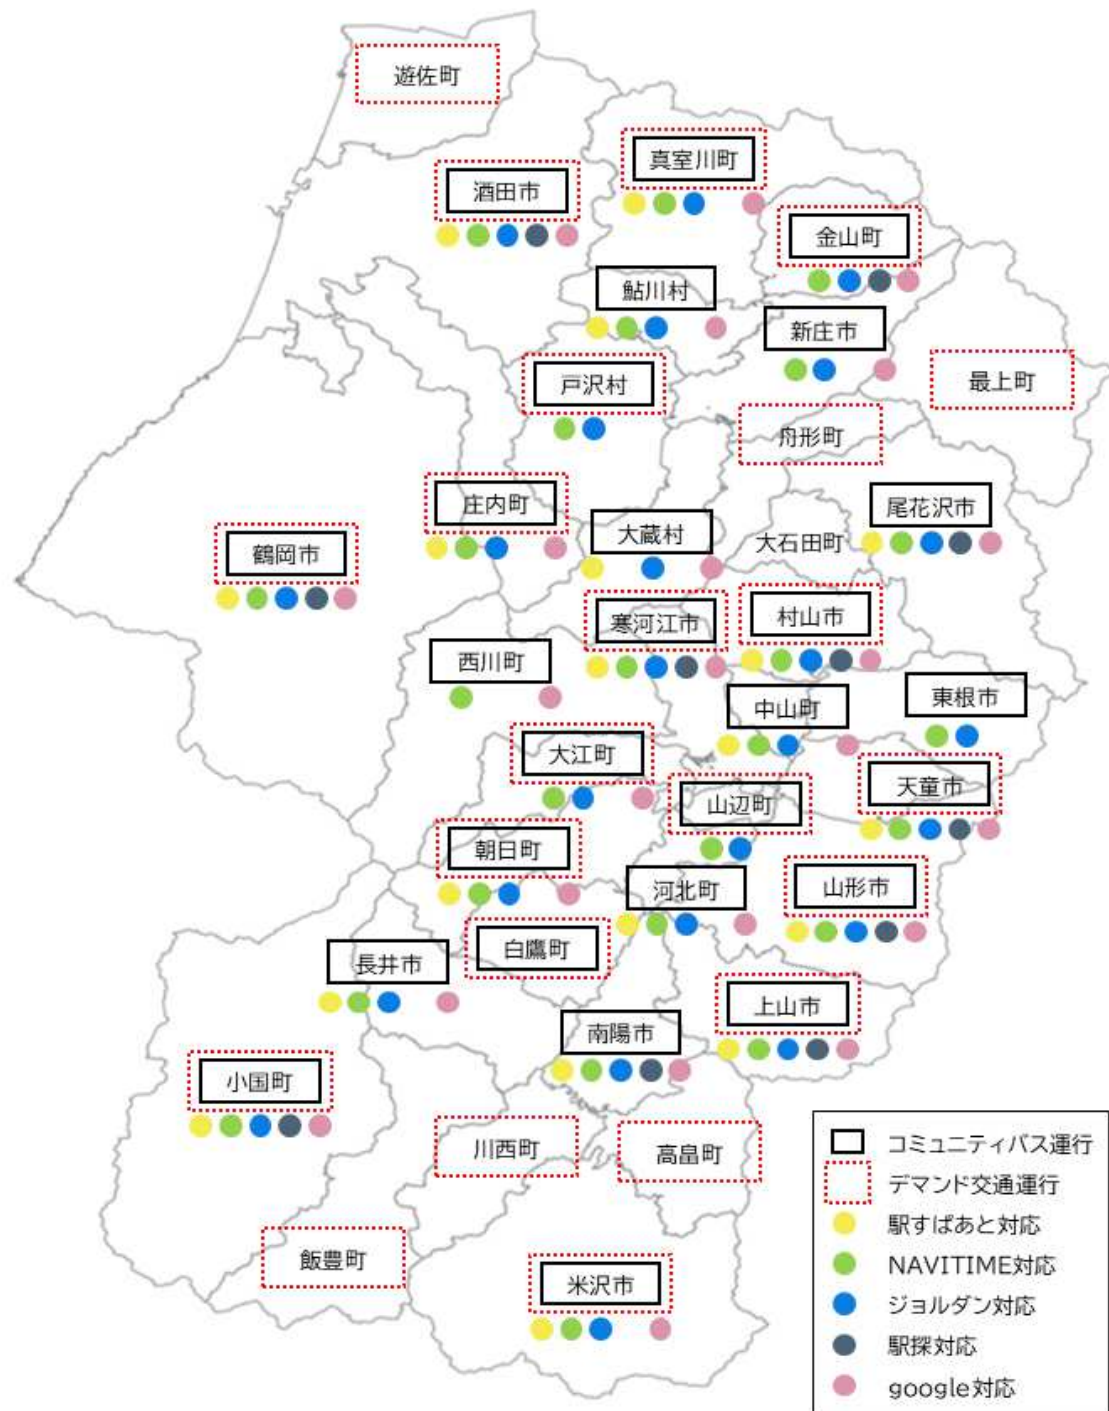 遊佐町
真室川町
酒田市
金山町
鮎川村
新庄市
戸沢村
最上町
舟形町
庄内町
尾花沢市
大蔵村
大石田町
鶴岡市
村山市
寒河江市
西川町
中山町
東根市
大江町
天童市
山辺町
朝日町
河北町
山形市
白鷹町
長井市
上山市
南陽市
小国町
川西町
高畠町
飯豊町
米沢市
コミュニティバス運行
デマンド交通運行
駅すぱあと対応
NAVITIME対応
ジョルダン対応
駅探対応
google対応